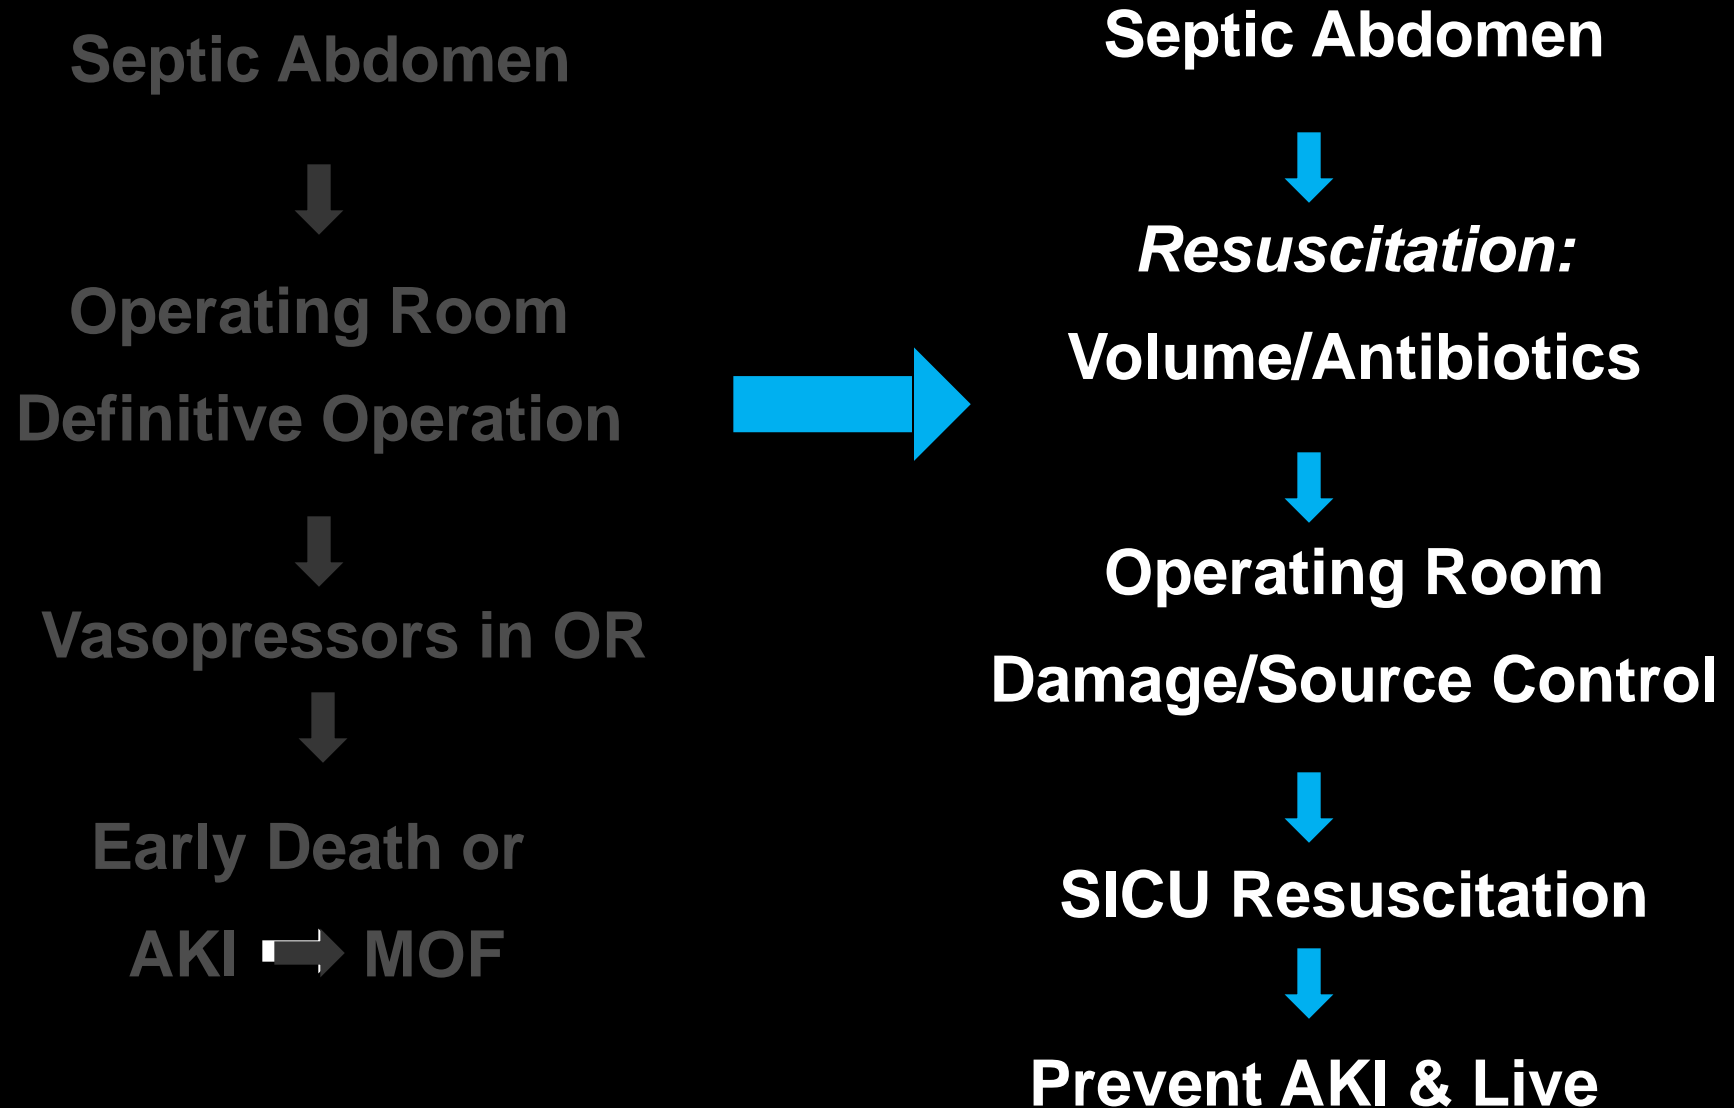 Septic Abdomen
Operating Room
Definitive Operation
Vasopressors in OR
Early Death or
AKI MOF
Septic Abdomen
Resuscitation:
Volume/Antibiotics
Operating Room
Damage/Source Control
SICU Resuscitation
Prevent AKI & Live